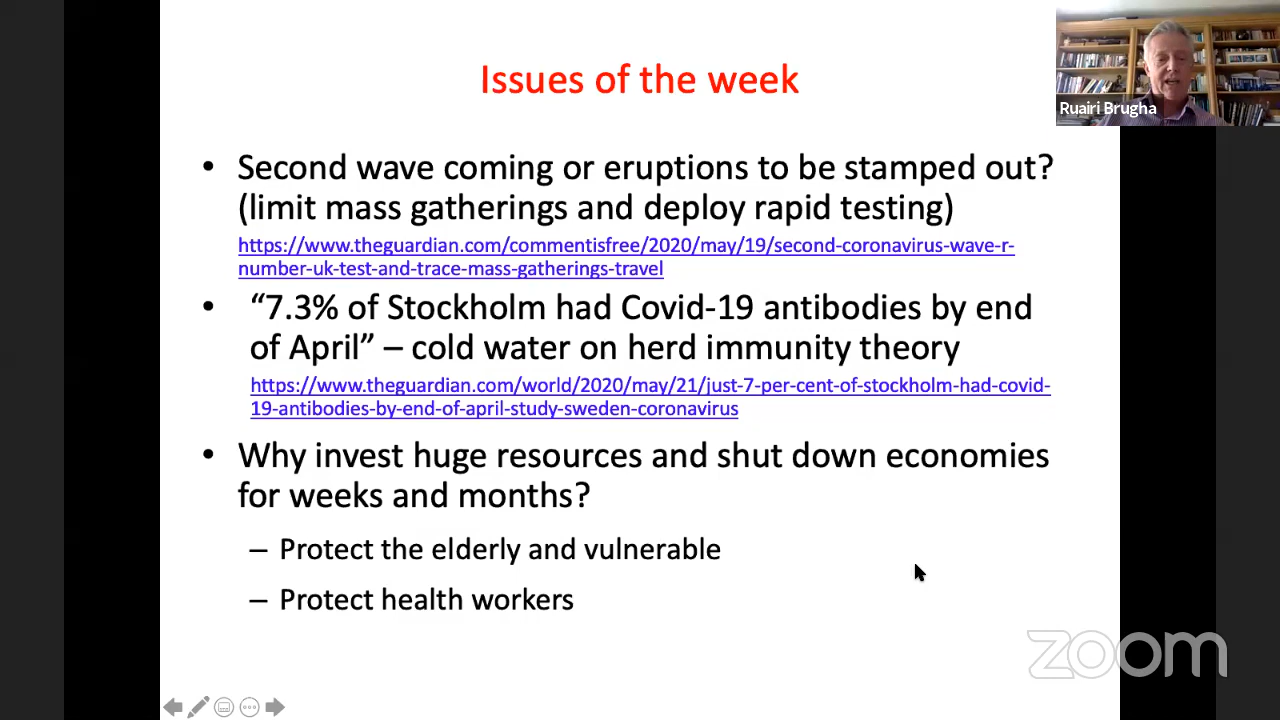 Issues of the week
Ruairi Brugha
• Second wave coming or eruptions to be stamped out?
(limit mass gatherings and deploy rapid testing)
https://www.theguardian.com/commentisfree/2020/may/19/second-coronavirus-wave-r-
number-uk-test-and-trace-mass-gatherings-travel
• “7.3% of Stockholm had Covid-19 antibodies by end
of April” – cold water on herd immunity theory
https://www.theguardian.com/world/2020/may/21/just-7-per-cent-of-stockholm-had-covid-
19-antibodies-by-end-of-april-study-sweden-coronavirus
• Why invest huge resources and shut down economies
for weeks and months?
– Protect the elderly and vulnerable
– Protect health workers
zoom